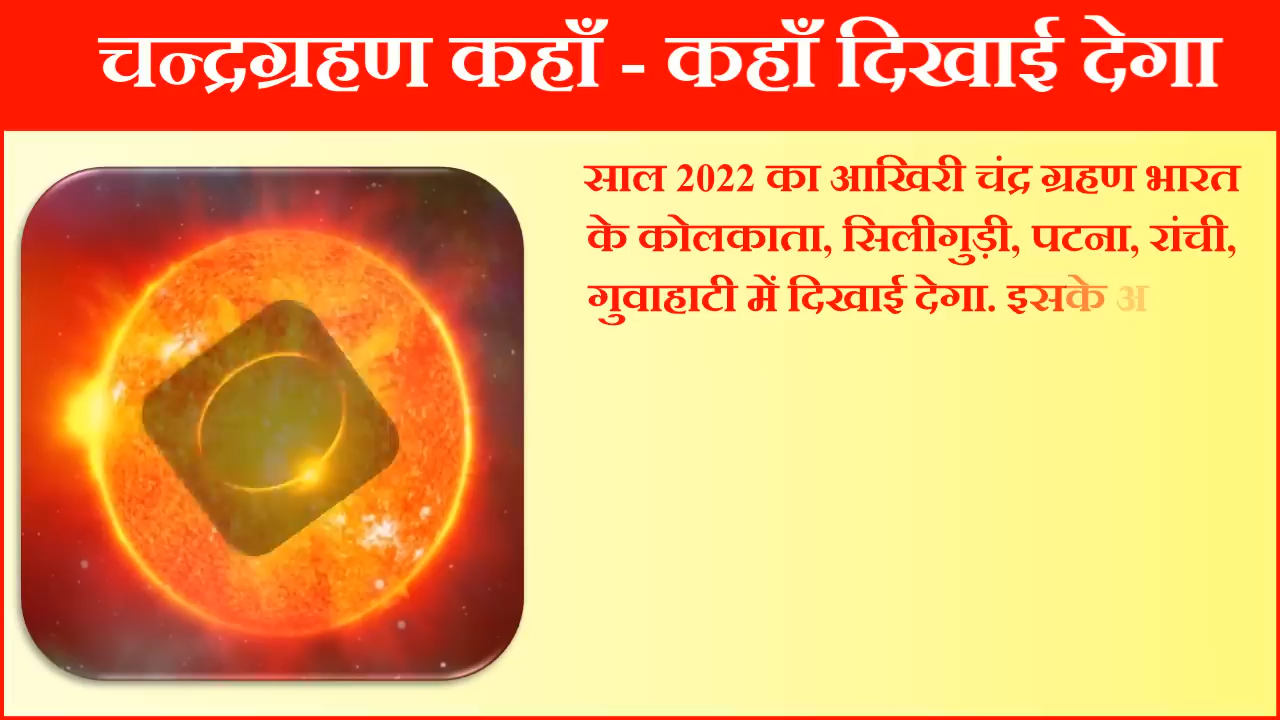 चन्द्रग्रहण कहाँ - कहाँ दिखाई देगा
साल 2022 का आखिरी चंद्र ग्रहण भारत
के कोलकाता, सिलीगुड़ी, पटना, रांची,
गुवाहाटी में दिखाई देगा. इसके अ